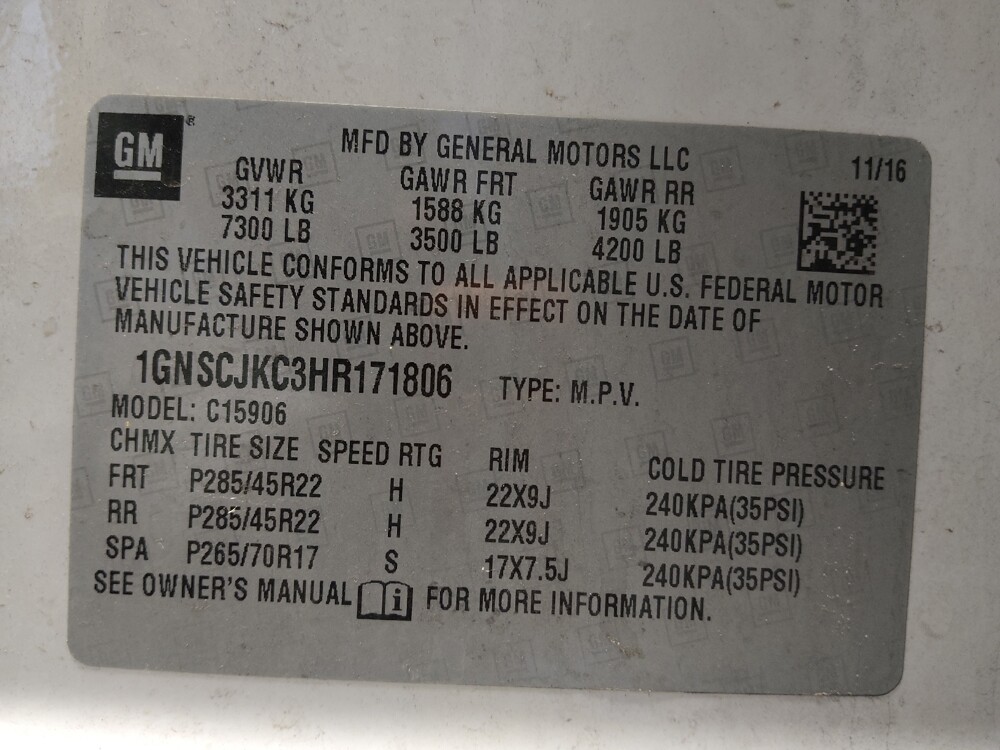 GM®
MFD BY GENERAL MOTORS LLC
11/16
GVWR GAWR FRT GAWR RR
3311 KG 1588 KG 1905 KG
7300 LB 3500 LB 4200 LB
THIS VEHICLE CONFORMS TO ALL APPLICABLE U.S. FEDERAL MOTOR
VEHICLE SAFETY STANDARDS IN EFFECT ON THE DATE OF
MANUFACTURE SHOWN ABOVE.
1GNSCJKC3HR171806 TYPE: M.P.V.
MODEL: C15906
CHMX TIRE SIZE SPEED RTG RIM COLD TIRE PRESSURE
FRT P285/45R22 H 22X9J 240KPA(35PSI)
RR P285/45R22 H 22X9J 240KPA(35PSI)
SPA P265/70R17 S 17X7.5J 240KPA(35PSI)
SEE OWNER'S MANUAL i FOR MORE INFORMATION.